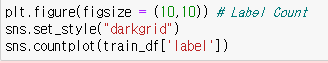 plt.figure(figsize = (10,10)) # Label Count
sns.set_style("darkgrid")
sns.countplot(train_df['label'])